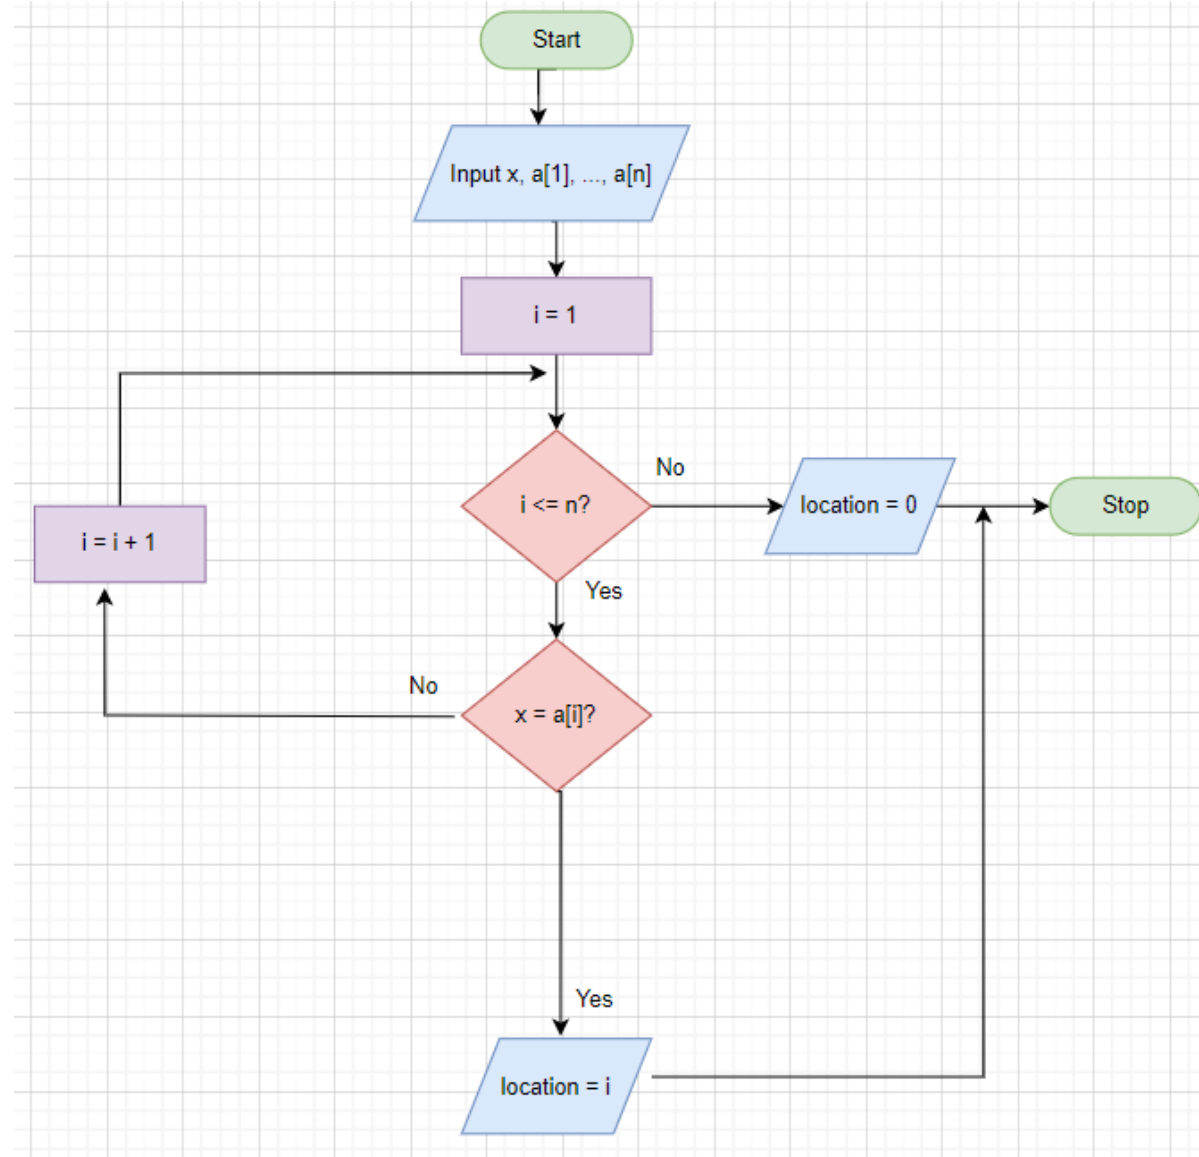 Start
Input x, a[1], ..., a[n]
i = 1
i <= n?
No
location = 0
Stop
i = i + 1
Yes
No
x = a[i]?
Yes
location = i